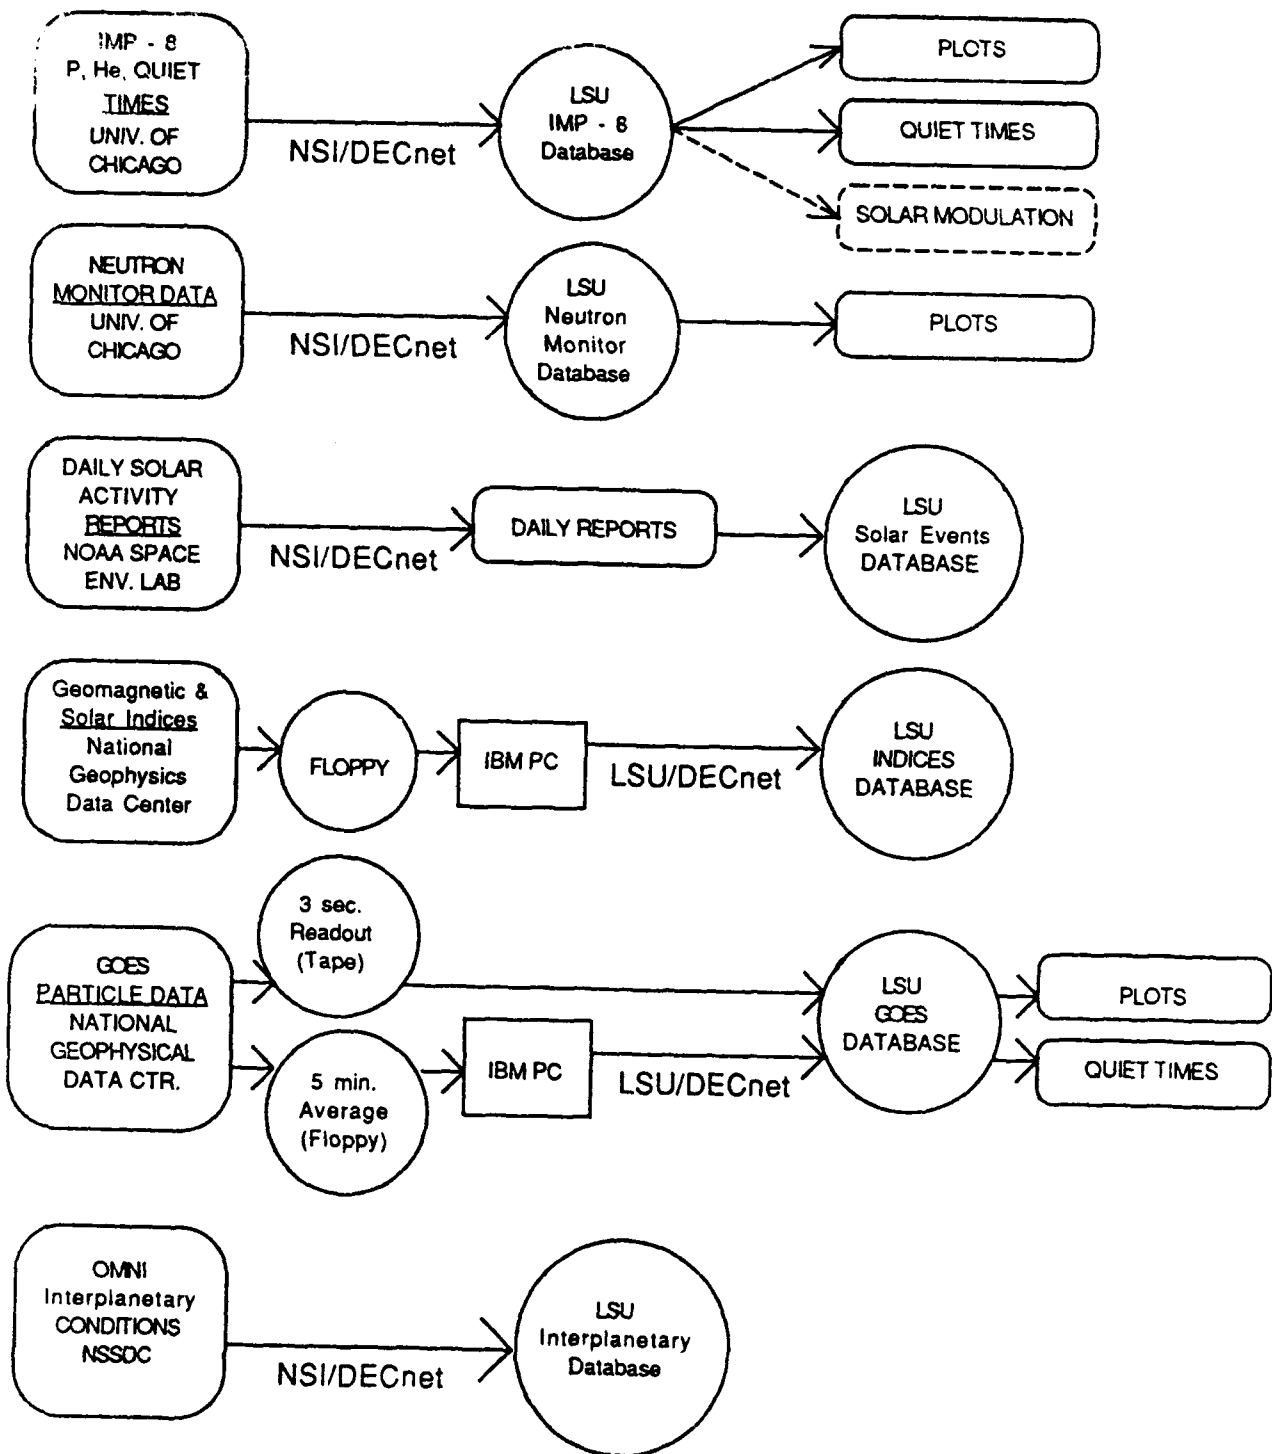 IMP - 8
P, He, QUIET
TIMES
UNIV. OF
CHICAGO
NSI/DECnet
LSU
IMP - 8
Database
PLOTS
QUIET TIMES
SOLAR MODULATION
NEUTRON
MONITOR DATA
UNIV. OF
CHICAGO
NSI/DECnet
LSU
Neutron
Monitor
Database
PLOTS
DAILY SOLAR
ACTIVITY
REPORTS
NOAA SPACE
ENV. LAB
NSI/DECnet
DAILY REPORTS
LSU
Solar Events
DATABASE
Geomagnetic &
Solar Indices
National
Geophysics
Data Center
FLOPPY
IBM PC
LSU/DECnet
LSU
INDICES
DATABASE
GOES
PARTICLE DATA
NATIONAL
GEOPHYSICAL
DATA CTR.
3 sec.
Readout
(Tape)
5 min.
Average
(Floppy)
IBM PC
LSU/DECnet
LSU
GOES
DATABASE
PLOTS
QUIET TIMES
OMNI
Interplanetary
CONDITIONS
NSSDC
NSI/DECnet
LSU
Interplanetary
Database